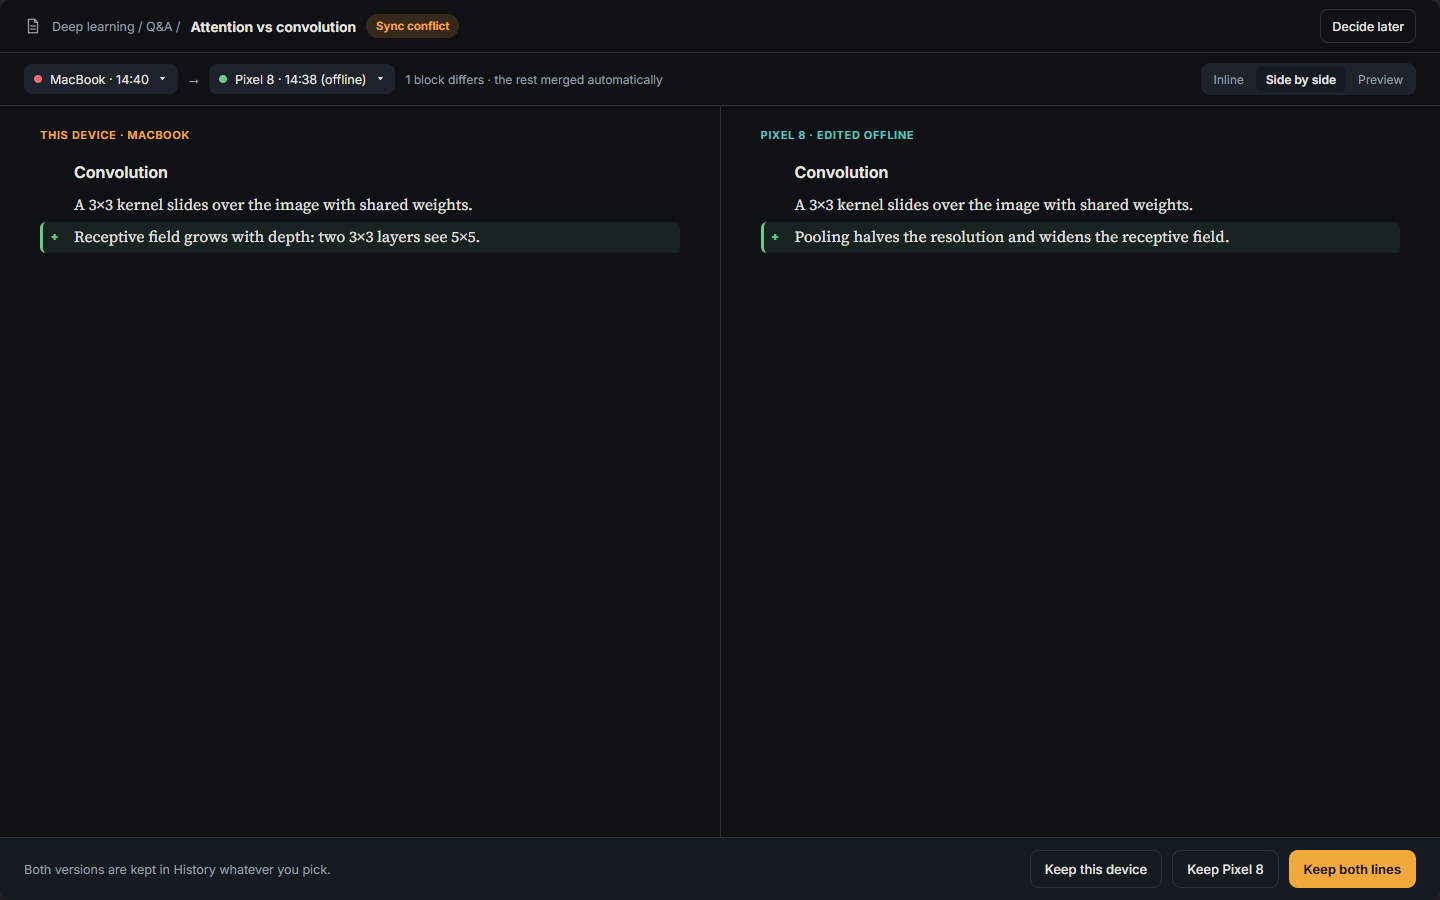 Deep learning / Q&A / Attention vs convolution Sync conflict Decide later
MacBook · 14:40 → Pixel 8 · 14:38 (offline) 1 block differs · the rest merged automatically Inline Side by side Preview
THIS DEVICE · MACBOOK
Convolution
A 3×3 kernel slides over the image with shared weights.
+ Receptive field grows with depth: two 3×3 layers see 5×5.
PIXEL 8 · EDITED OFFLINE
Convolution
A 3×3 kernel slides over the image with shared weights.
+ Pooling halves the resolution and widens the receptive field.
Both versions are kept in History whatever you pick. Keep this device Keep Pixel 8 Keep both lines